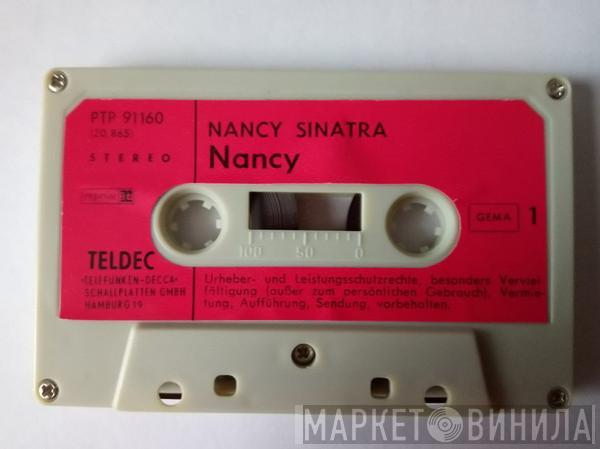 PTP 91160
(20.865)
STEREO
NANCY SINATRA
Nancy
reprise
GEMA 1
100 50 0
TELDEC
»TELEFUNKEN-DECCA«
SCHALLPLATTEN GMBH
HAMBURG 19
Urheber- und Leistungsschutzrechte, besonders Verviel-
fältigung (außer zum persönlichen Gebrauch), Vermie-
tung, Aufführung, Sendung, vorbehalten.
МАРКЕТ ВИНИЛА